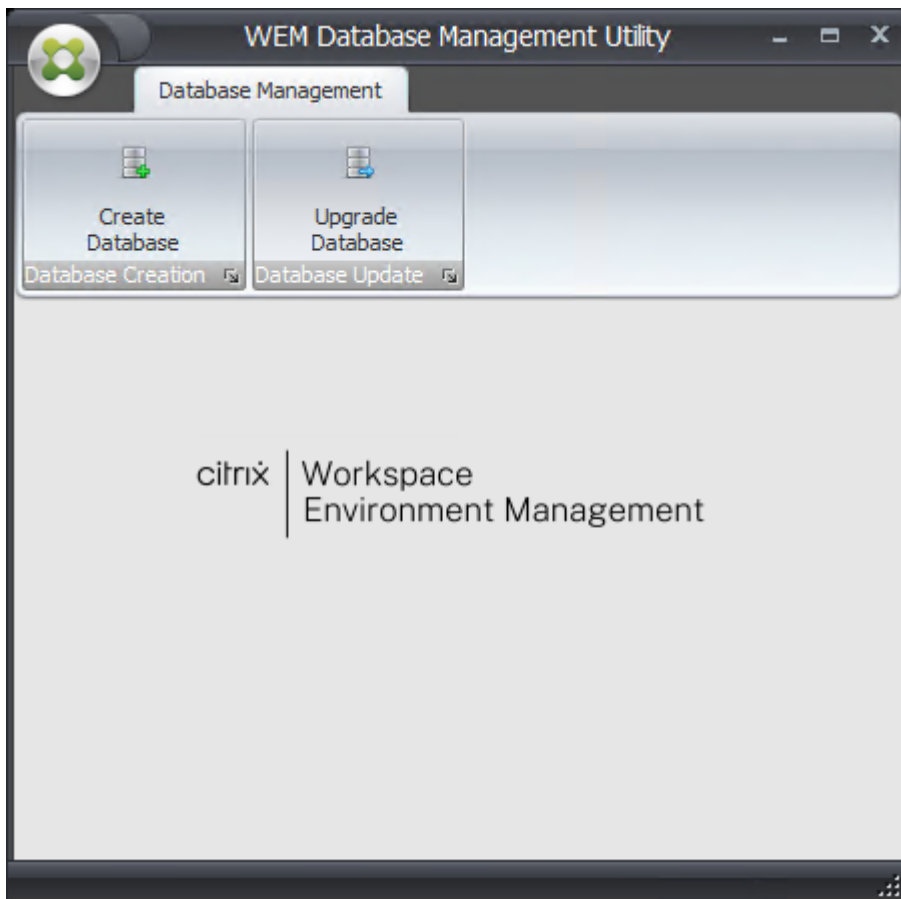 WEM Database Management Utility
Database Management
Create
Database
Upgrade
Database
Database Creation
Database Update
citrix
Workspace
Environment Management